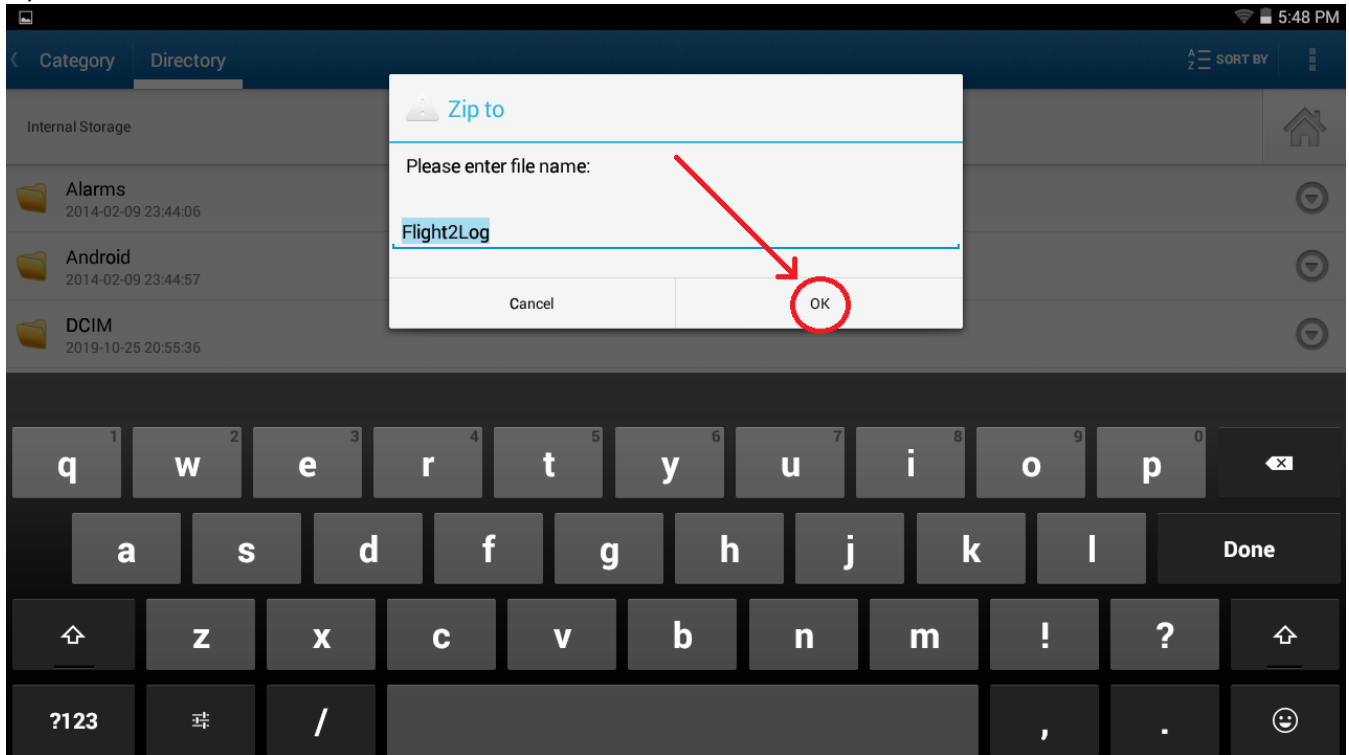 5:48 PM
Category Directory
A Z SORT BY
Internal Storage
Zip to
Please enter file name:
Flight2Log
Cancel OK
Alarms
2014-02-09 23:44:06
Android
2014-02-09 23:44:57
DCIM
2019-10-25 20:55:36
1 2 3 4 5 6 7 8 9 0
q w e r t y u i o p
a s d f g h j k l Done
z x c v b n m ! ?
?123 / , .